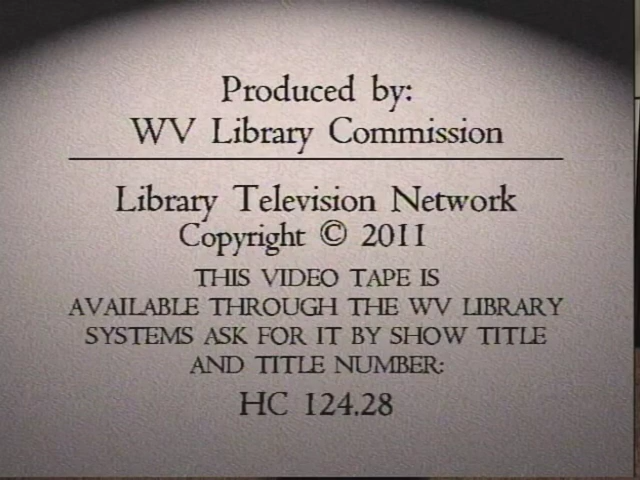 Produced by:
WV Library Commission
Library Television Network
Copyright © 2011
THIS VIDEO TAPE IS
AVAILABLE THROUGH THE WV LIBRARY
SYSTEMS ASK FOR IT BY SHOW TITLE
AND TITLE NUMBER:
HC 124.28